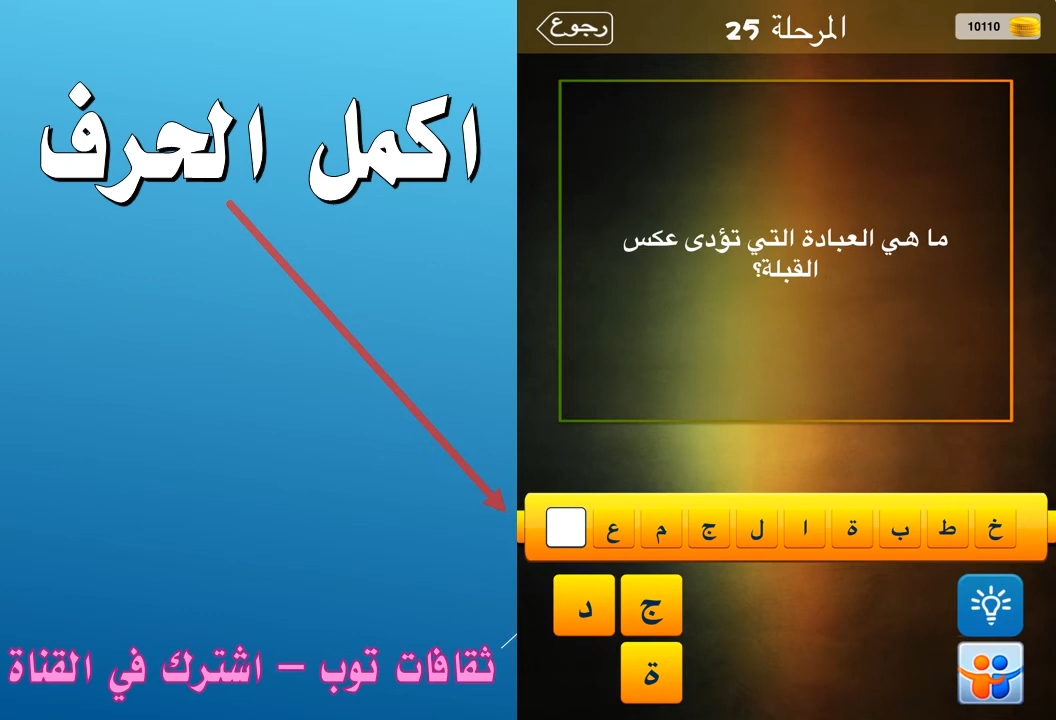 اكمل الحرف
رجوع
المرحلة 25
10110
ما هي العبادة التي تؤدى عكس
القبلة؟
خ ط ب ة ا ل ج م ع
ج د
ة
ثقافات توب – اشترك في القناة